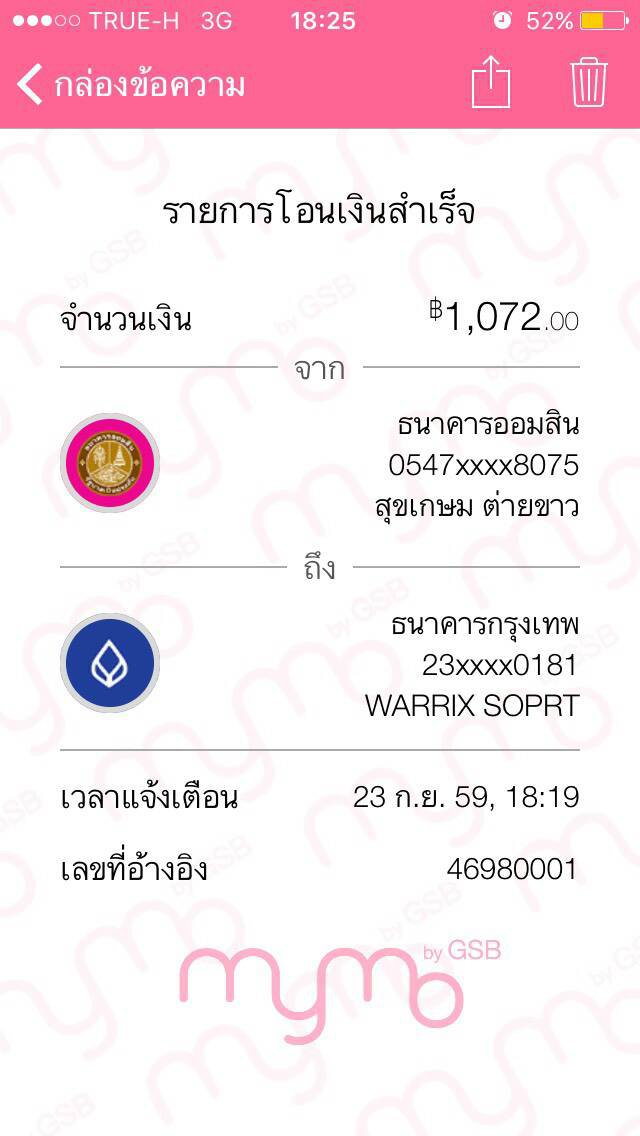 TRUE-H 3G 18:25 52%
กล่องข้อความ
รายการโอนเงินสำเร็จ
จำนวนเงิน ฿1,072.00
จาก
ธนาคารออมสิน
0547xxxx8075
สุขเกษม ต่ายขาว
ถึง
ธนาคารกรุงเทพ
23xxxx0181
WARRIX SOPRT
เวลาแจ้งเตือน 23 ก.ย. 59, 18:19
เลขที่อ้างอิง 46980001
mymo by GSB